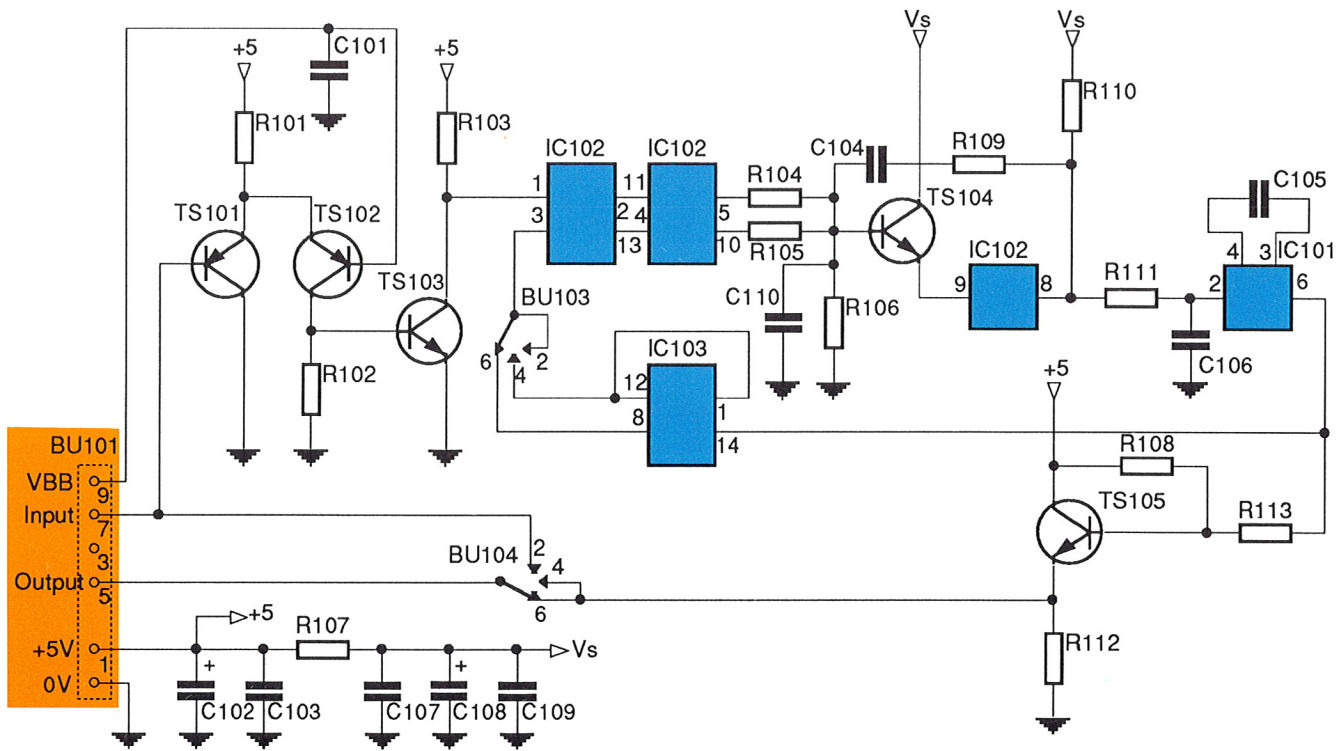 Vs
Vs
C101
+5
+5
R110
R101
R103
C104
R109
IC102
IC102
R104
C105
1
11
TS104
TS101
TS102
3
2
4
5
13
10
R105
IC102
4
3
IC101
TS103
BU103
C110
9
8
R111
2
6
R106
6
2
4
IC103
R102
12
8
1
14
C106
+5
BU101
VBB
9
R108
Input
7
TS105
R113
3
BU104
2
4
Output
5
6
+5
R107
+5V
1
Vs
R112
+
+
0V
C102
C103
C107
C108
C109